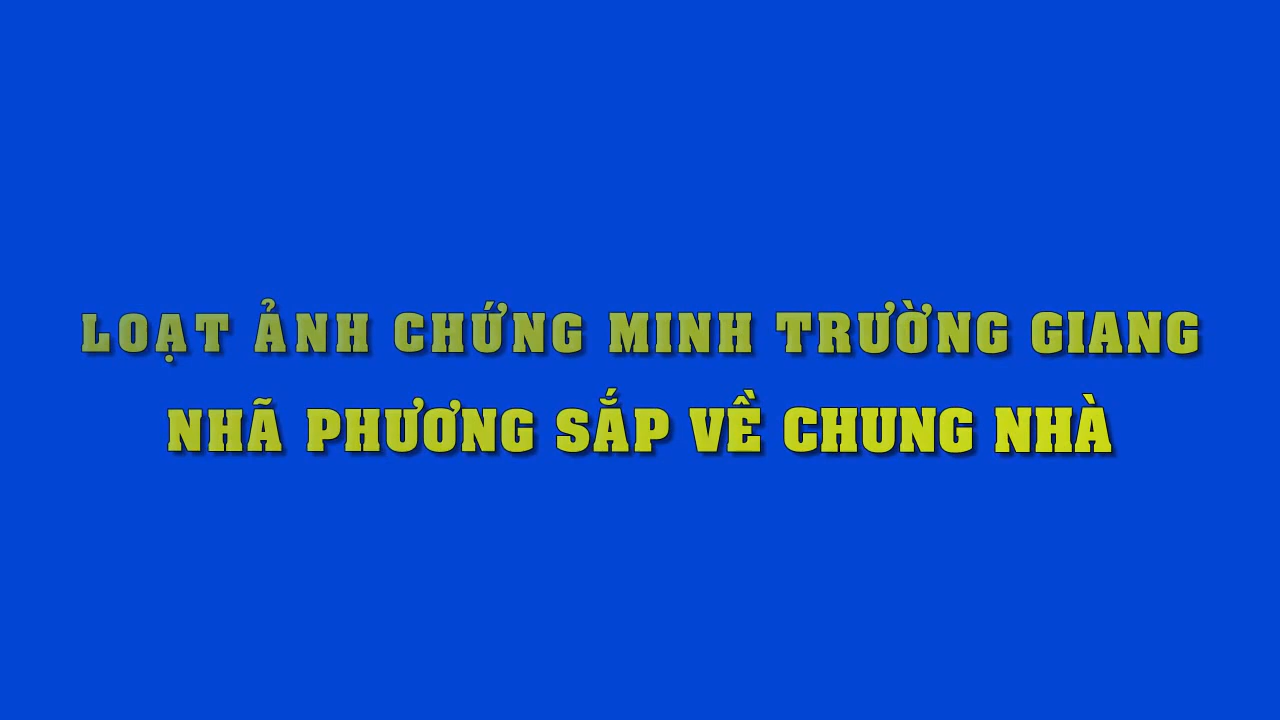 LOẠT ẢNH CHỨNG MINH TRƯỜNG GIANG
NHÃ PHƯƠNG SẮP VỀ CHUNG NHÀ